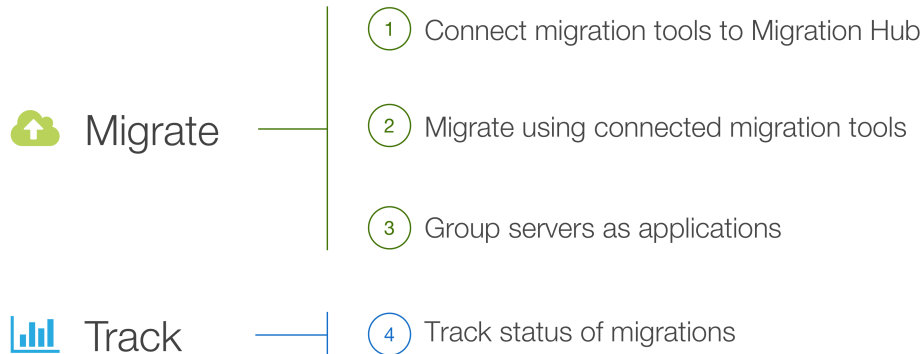 Migrate
1 Connect migration tools to Migration Hub
2 Migrate using connected migration tools
3 Group servers as applications
Track
4 Track status of migrations